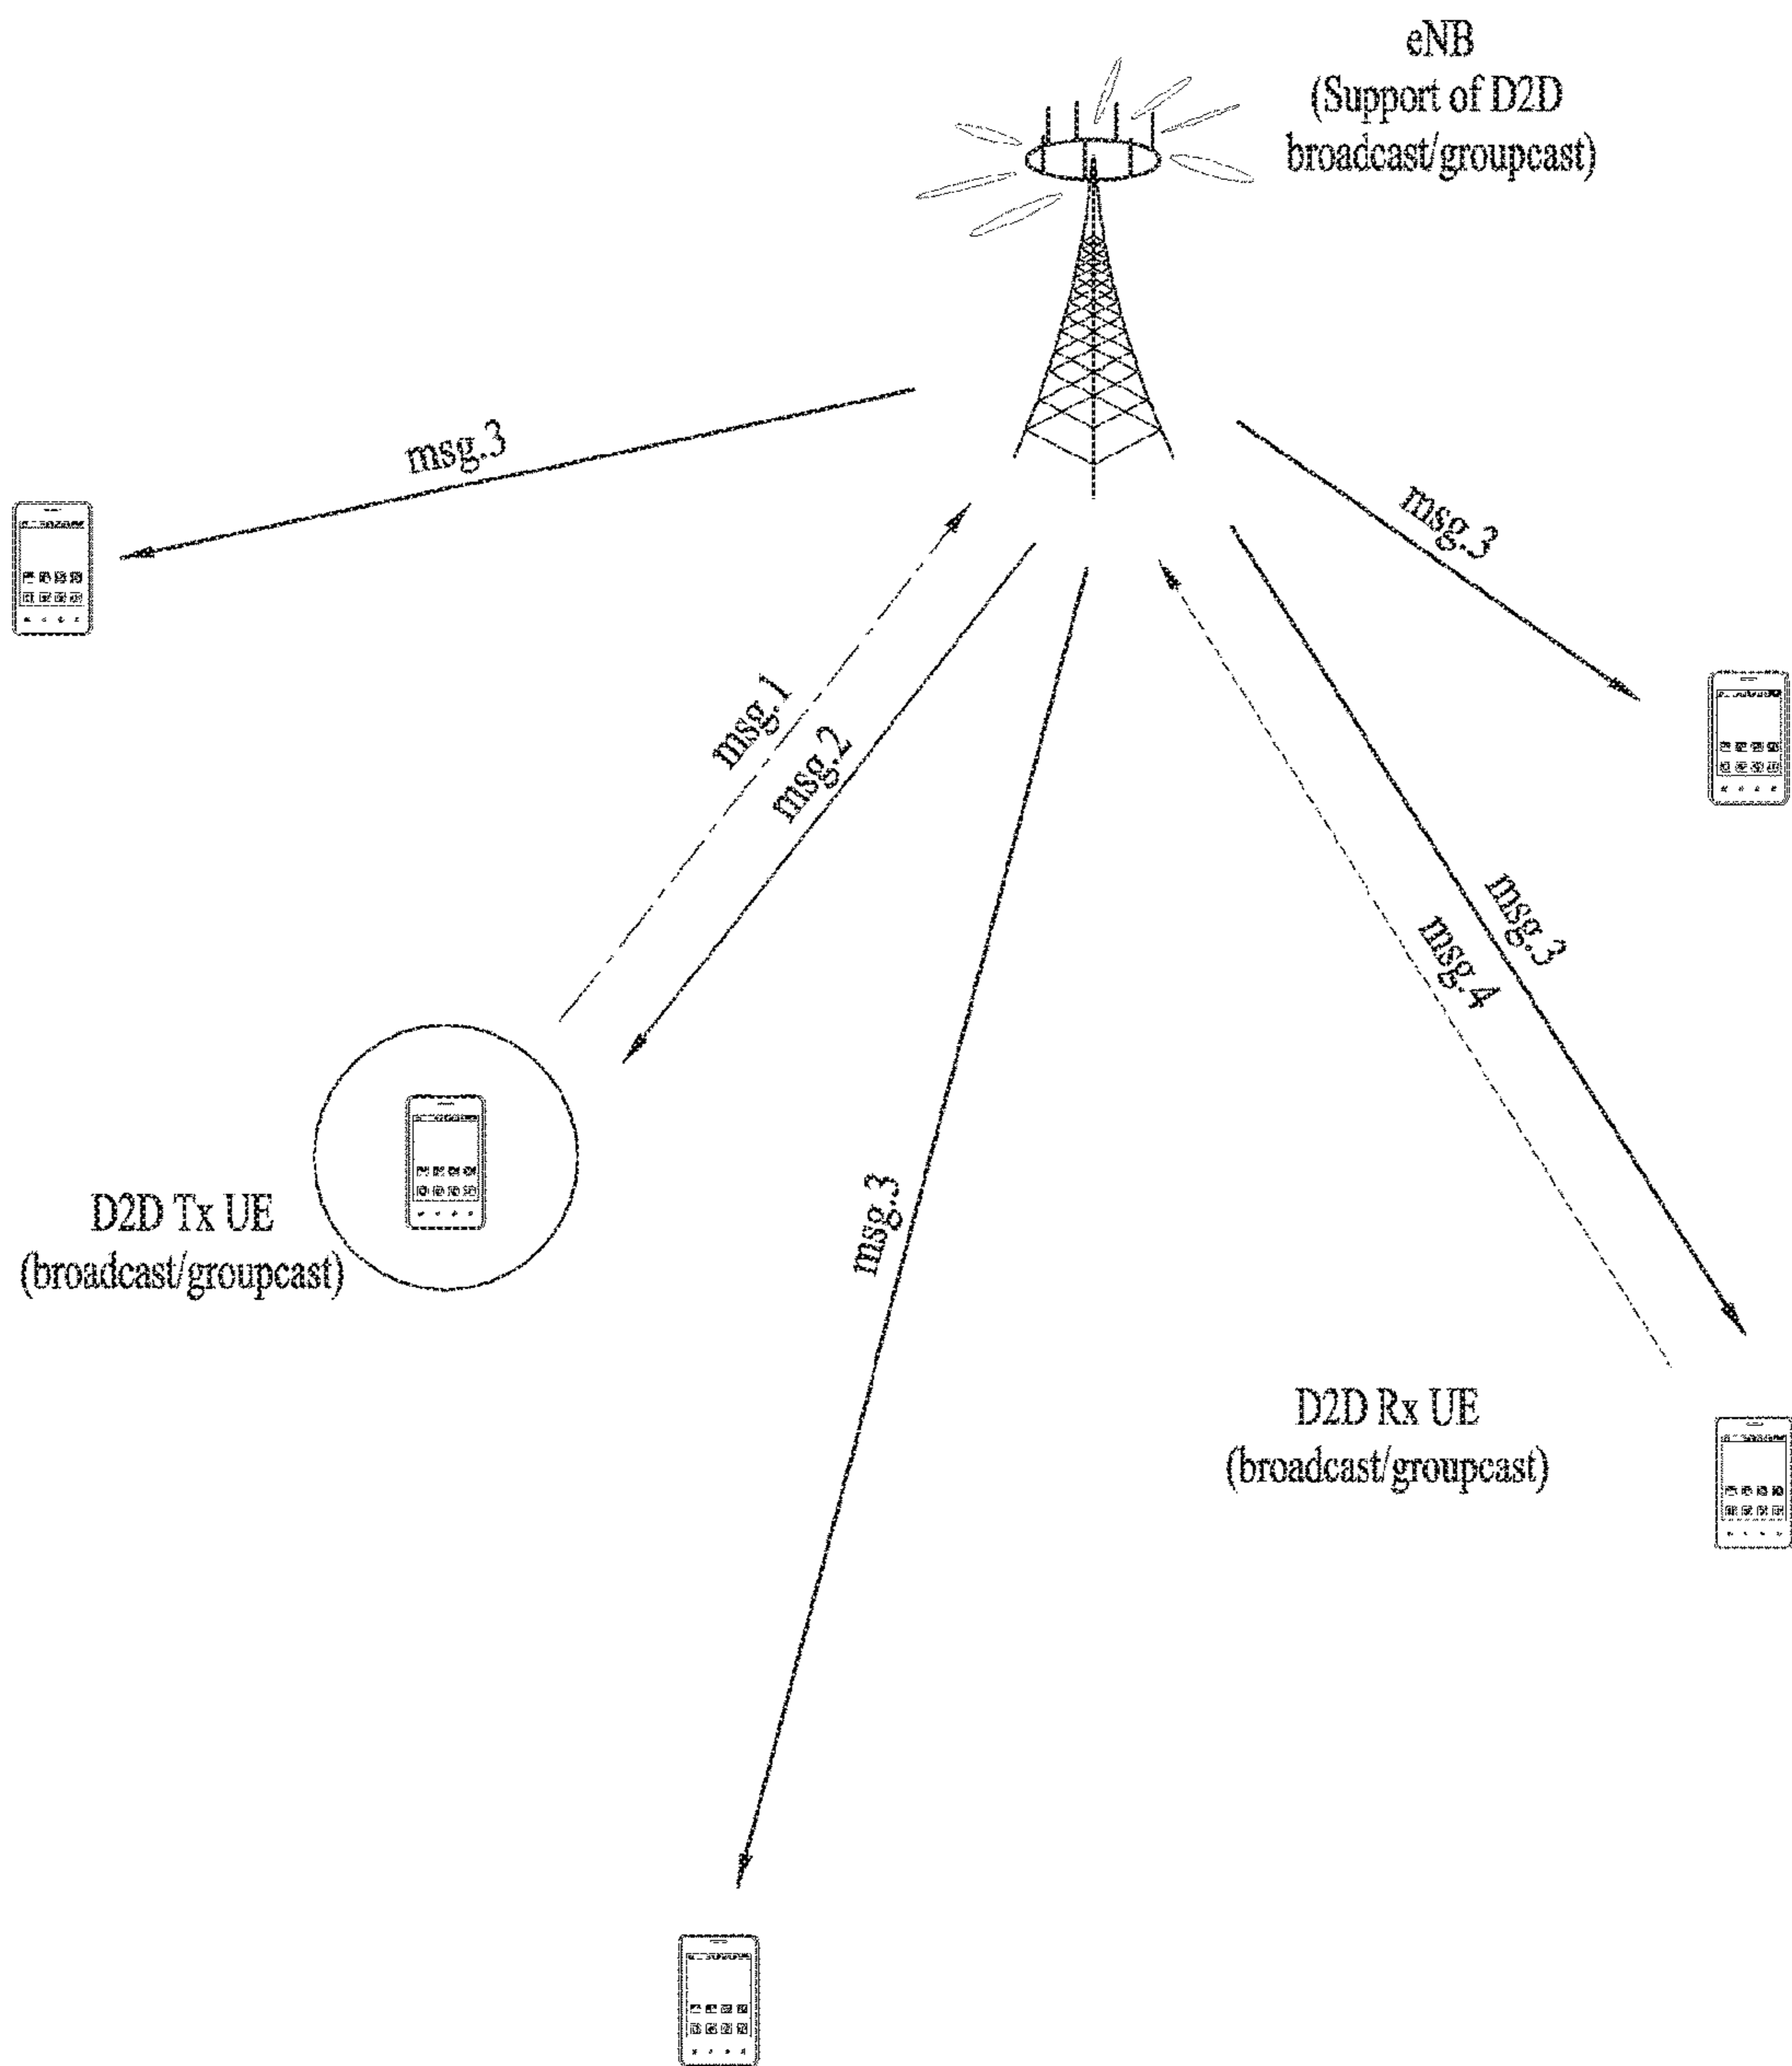 eNB
(Support of D2D
broadcast/groupcast)
msg.3
msg.3
msg.1
msg.2
msg.3
msg.4
msg.3
D2D Tx UE
(broadcast/groupcast)
D2D Rx UE
(broadcast/groupcast)